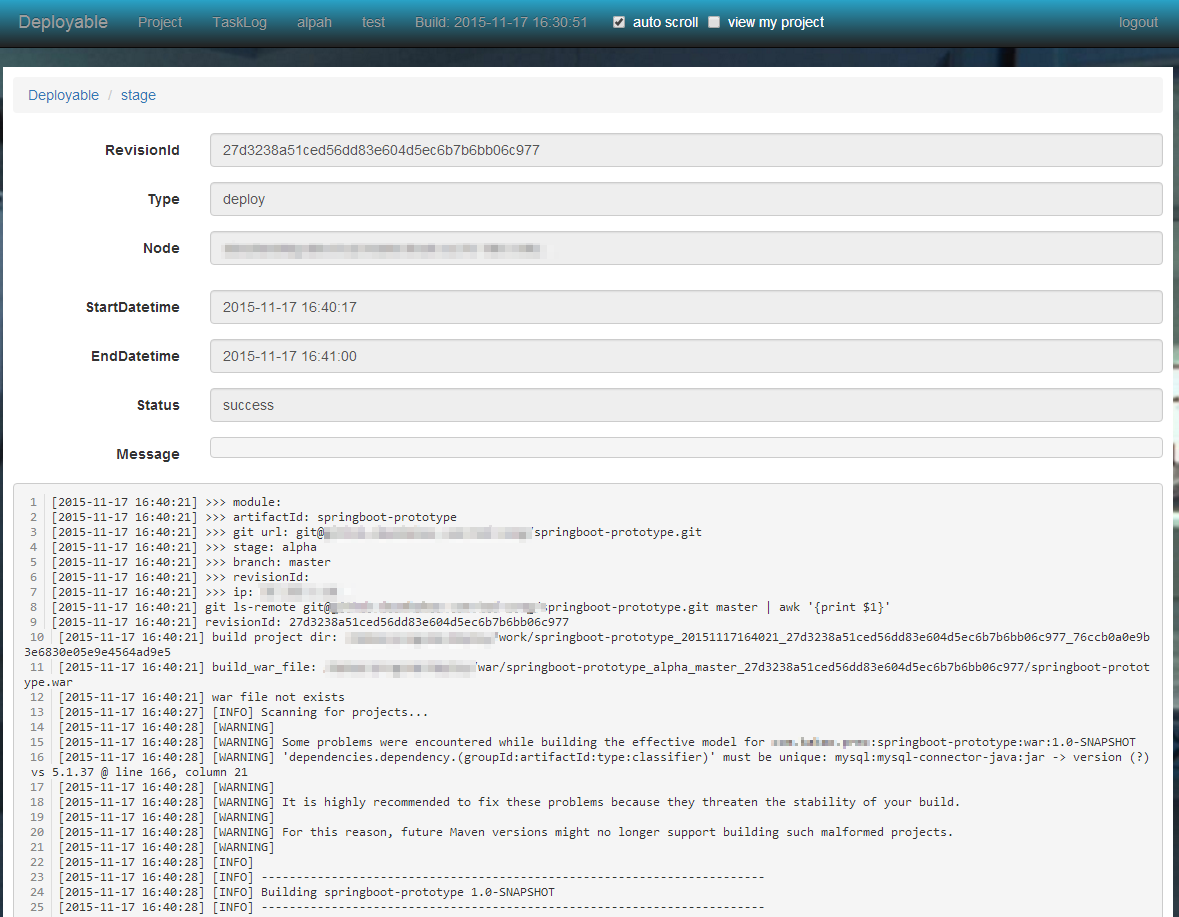 Deployable Project TaskLog alpah test Build: 2015-11-17 16:30:51 auto scroll view my project logout
Deployable / stage
RevisionId 27d3238a51ced56dd83e604d5ec6b7b6bb06c977
Type deploy
Node
StartDatetime 2015-11-17 16:40:17
EndDatetime 2015-11-17 16:41:00
Status success
Message
1 [2015-11-17 16:40:21] >>> module:
2 [2015-11-17 16:40:21] >>> artifactId: springboot-prototype
3 [2015-11-17 16:40:21] >>> git url: git@ /springboot-prototype.git
4 [2015-11-17 16:40:21] >>> stage: alpha
5 [2015-11-17 16:40:21] >>> branch: master
6 [2015-11-17 16:40:21] >>> revisionId:
7 [2015-11-17 16:40:21] >>> ip:
8 [2015-11-17 16:40:21] git ls-remote git@ springboot-prototype.git master | awk '{print $1}'
9 [2015-11-17 16:40:21] revisionId: 27d3238a51ced56dd83e604d5ec6b7b6bb06c977
10 [2015-11-17 16:40:21] build project dir: work/springboot-prototype_20151117164021_27d3238a51ced56dd83e604d5ec6b7b6bb06c977_76ccb0a0e9b
3e6830e05e9e4564ad9e5
11 [2015-11-17 16:40:21] build_war_file: /war/springboot-prototype_alpha_master_27d3238a51ced56dd83e604d5ec6b7b6bb06c977/springboot-protot
ype.war
12 [2015-11-17 16:40:21] war file not exists
13 [2015-11-17 16:40:27] [INFO] Scanning for projects...
14 [2015-11-17 16:40:28] [WARNING]
15 [2015-11-17 16:40:28] [WARNING] Some problems were encountered while building the effective model for :springboot-prototype:war:1.0-SNAPSHOT
16 [2015-11-17 16:40:28] [WARNING] 'dependencies.dependency.(groupId:artifactId:type:classifier)' must be unique: mysql:mysql-connector-java:jar -> version (?)
vs 5.1.37 @ line 166, column 21
17 [2015-11-17 16:40:28] [WARNING]
18 [2015-11-17 16:40:28] [WARNING] It is highly recommended to fix these problems because they threaten the stability of your build.
19 [2015-11-17 16:40:28] [WARNING]
20 [2015-11-17 16:40:28] [WARNING] For this reason, future Maven versions might no longer support building such malformed projects.
21 [2015-11-17 16:40:28] [WARNING]
22 [2015-11-17 16:40:28] [INFO]
23 [2015-11-17 16:40:28] [INFO] ------------------------------------------------------------------------
24 [2015-11-17 16:40:28] [INFO] Building springboot-prototype 1.0-SNAPSHOT
25 [2015-11-17 16:40:28] [INFO] ------------------------------------------------------------------------